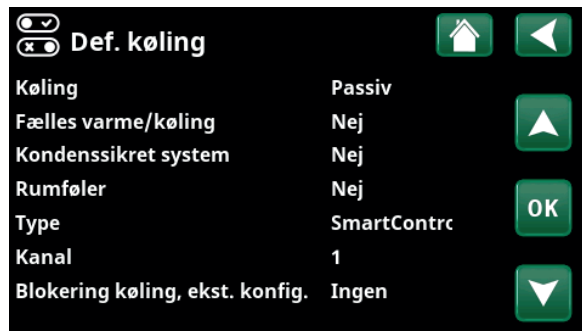 Def. køling
Køling Passiv
Fælles varme/køling Nej
Kondenssikret system Nej
Rumføler Nej
Type SmartContrc
Kanal 1
Blokering køling, ekst. konfig. Ingen
OK